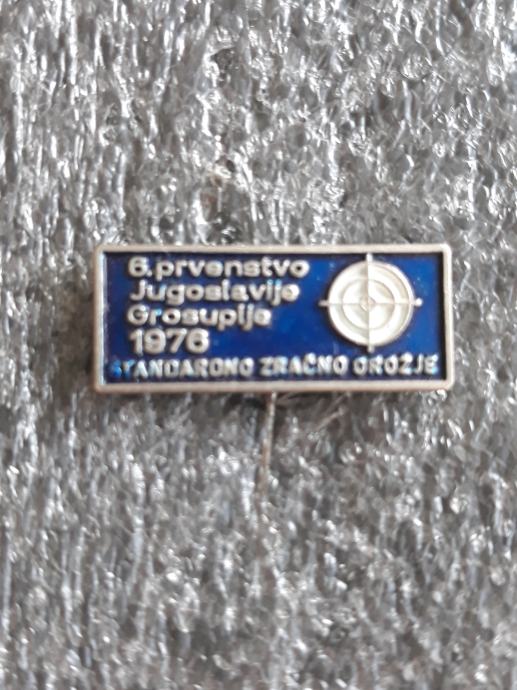 6.prvenstvo
Jugoslavije
Grosuplje
1976
STANDARDNO ZRAČNO OROŽJE